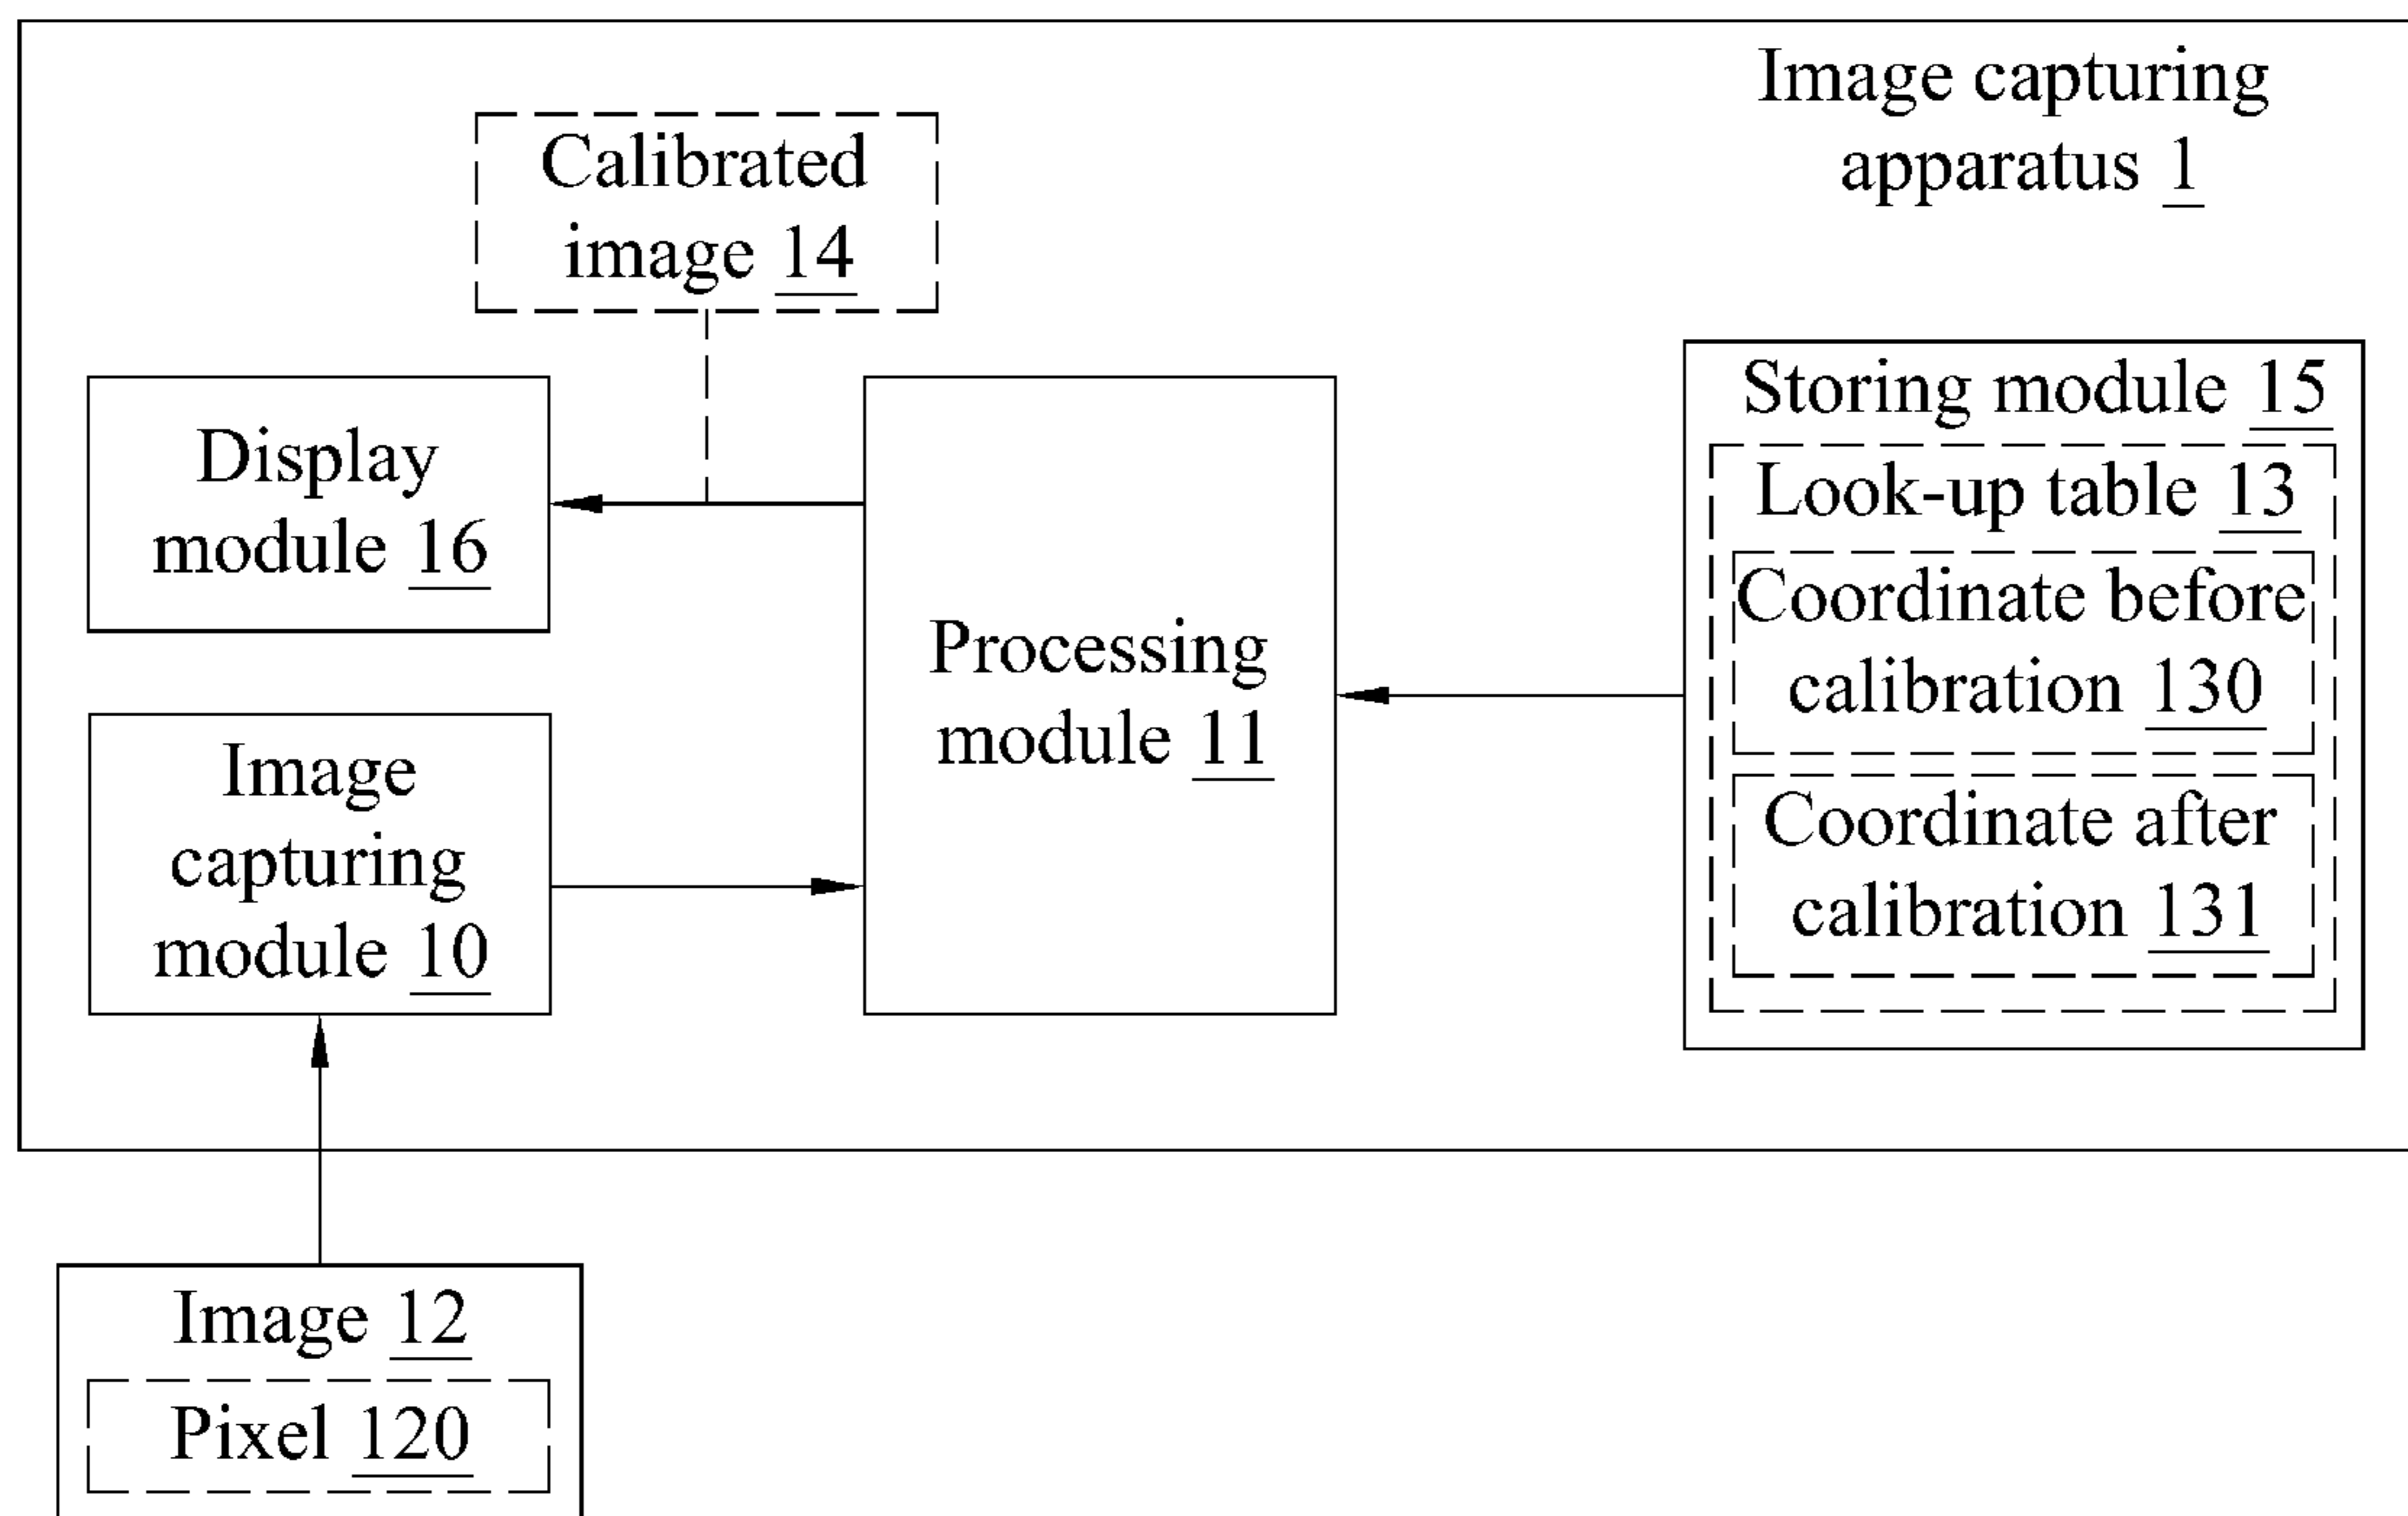 Image capturing
apparatus 1
Calibrated
image 14
Display
module 16
Processing
module 11
Storing module 15
Look-up table 13
Coordinate before
calibration 130
Coordinate after
calibration 131
Image
capturing
module 10
Image 12
Pixel 120